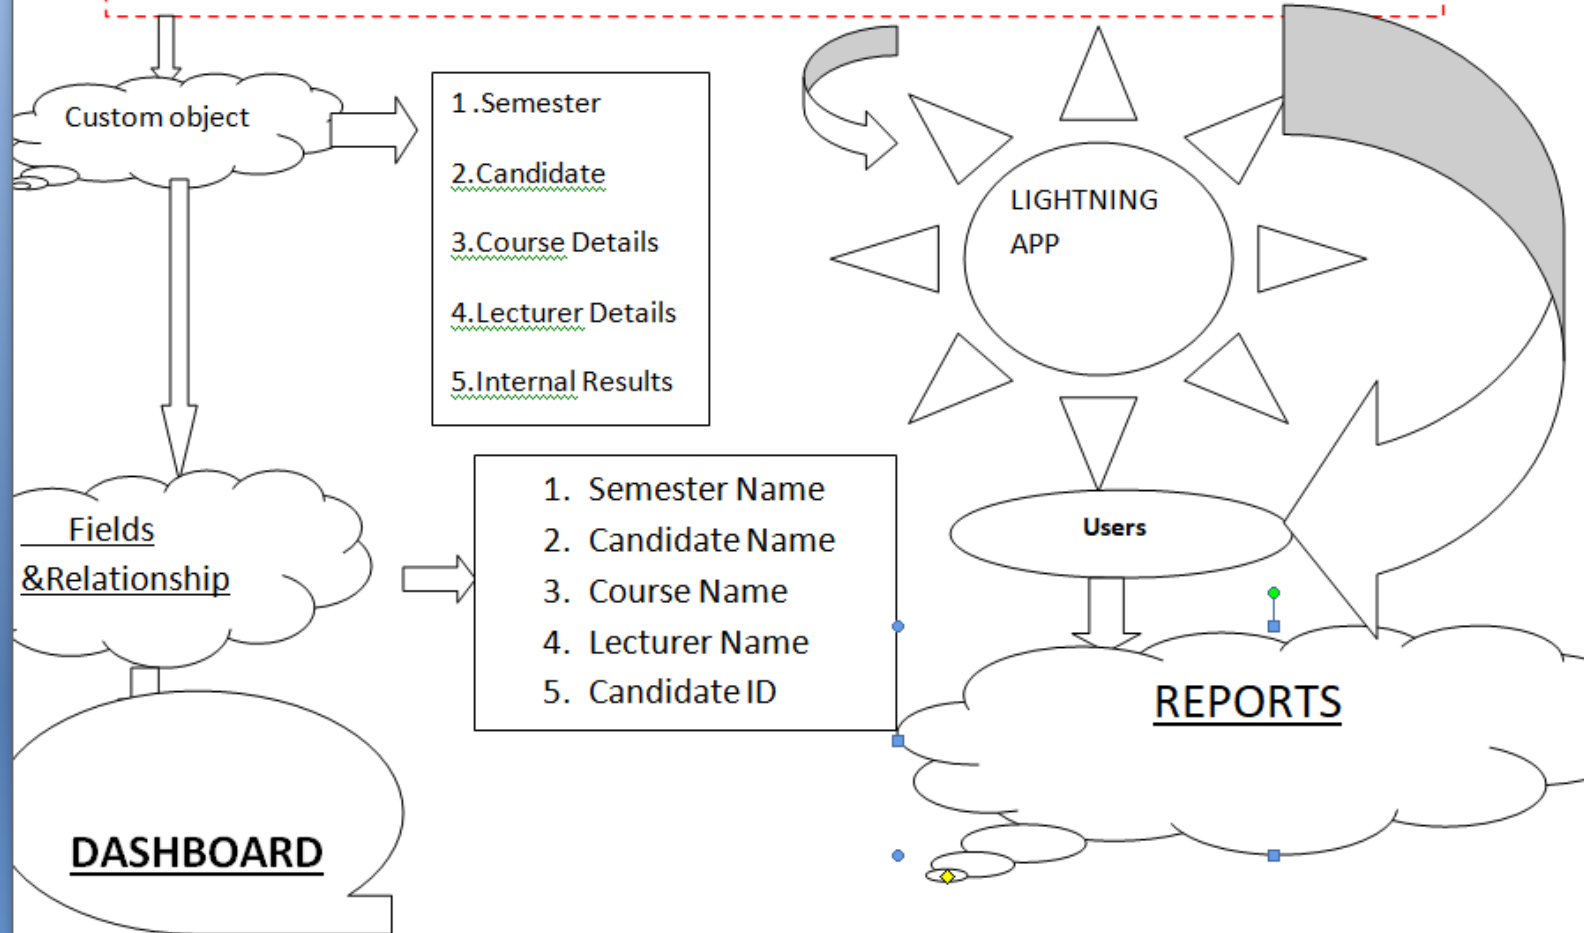 Custom object
1 .Semester
2.Candidate
3.Course Details
4.Lecturer Details
5.Internal Results
LIGHTNING
APP
Fields
&Relationship
1. Semester Name
2. Candidate Name
3. Course Name
4. Lecturer Name
5. Candidate ID
Users
REPORTS
DASHBOARD